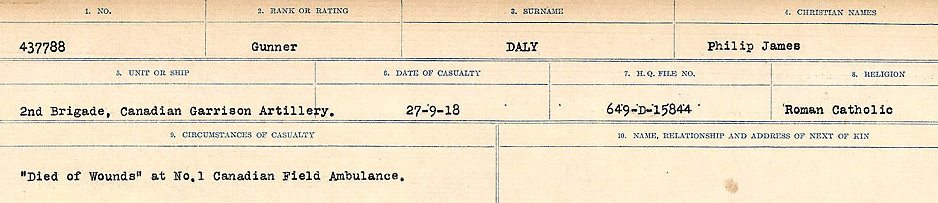 1. NO. 2. RANK OR RATING 3. SURNAME 4. CHRISTIAN NAMES
437788 Gunner DALY Philip James
5. UNIT OR SHIP 6. DATE OF CASUALTY 7. H.Q. FILE NO. 8. RELIGION
2nd Brigade, Canadian Garrison Artillery. 27-9-18 649-D-15844 Roman Catholic
9. CIRCUMSTANCES OF CASUALTY 10. NAME, RELATIONSHIP AND ADDRESS OF NEXT OF KIN
"Died of Wounds" at No.1 Canadian Field Ambulance.